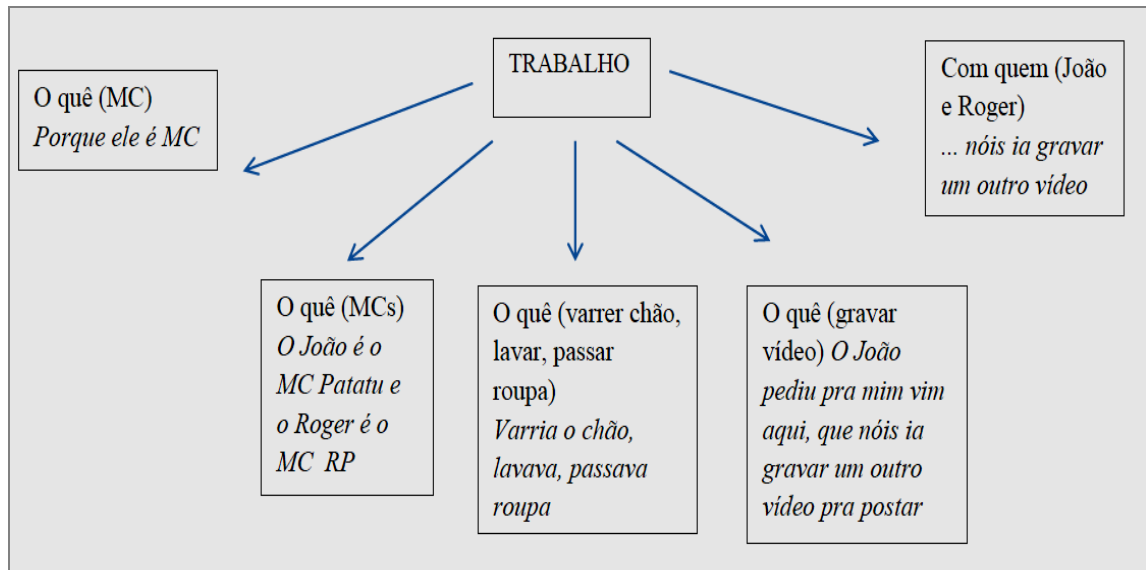 TRABALHO
O quê (MC)
Porque ele é MC
Com quem (João
e Roger)
... nóis ia gravar
um outro vídeo
O quê (MCs)
O João é o
MC Patatu e
o Roger é o
MC RP
O quê (varrer chão,
lavar, passar
roupa)
Varria o chão,
lavava, passava
roupa
O quê (gravar
vídeo) O João
pediu pra mim vim
aqui, que nóis ia
gravar um outro
vídeo pra postar